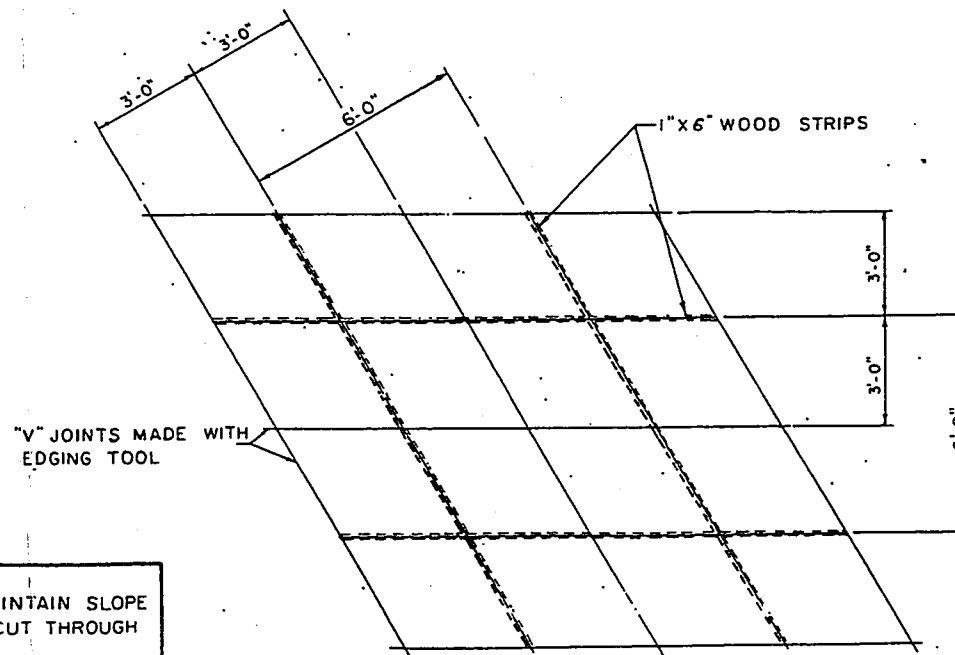 3'-0"
3'-0"
6'-0"
1" X 6" WOOD STRIPS
3'-0"
3'-0"
"V" JOINTS MADE WITH
EDGING TOOL
INTAIN SLOPE
CUT THROUGH